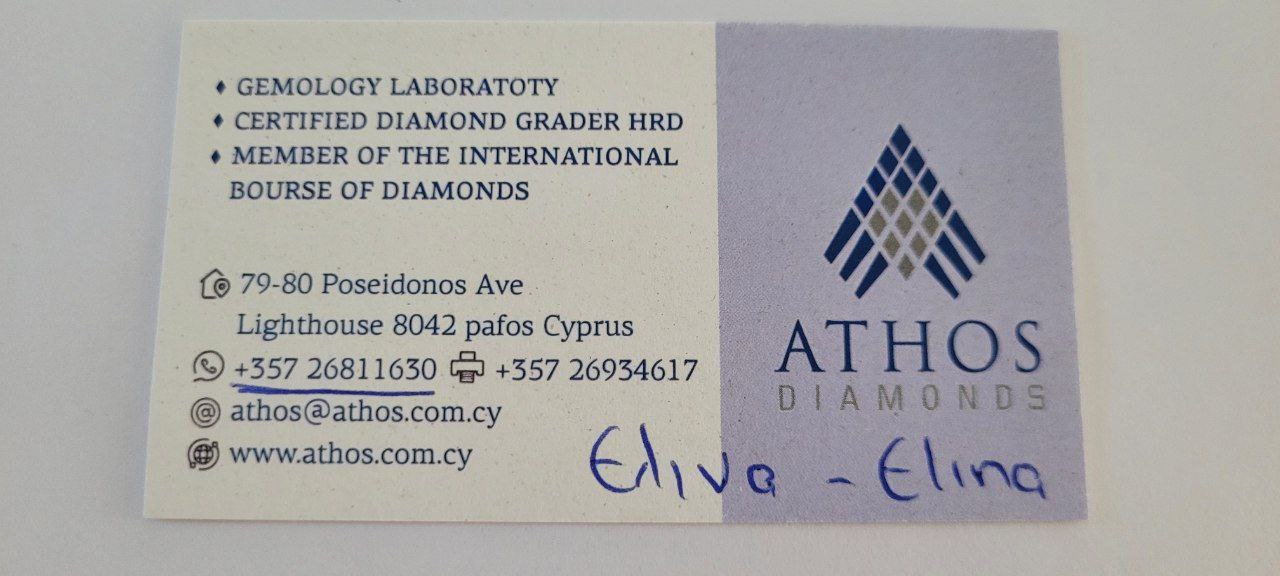 GEMOLOGY LABORATOTY
CERTIFIED DIAMOND GRADER HRD
MEMBER OF THE INTERNATIONAL
BOURSE OF DIAMONDS
79-80 Poseidonos Ave
Lighthouse 8042 pafos Cyprus
+357 26811630 +357 26934617
athos@athos.com.cy
www.athos.com.cy
ATHOS
DIAMONDS
Ελινα - Elina